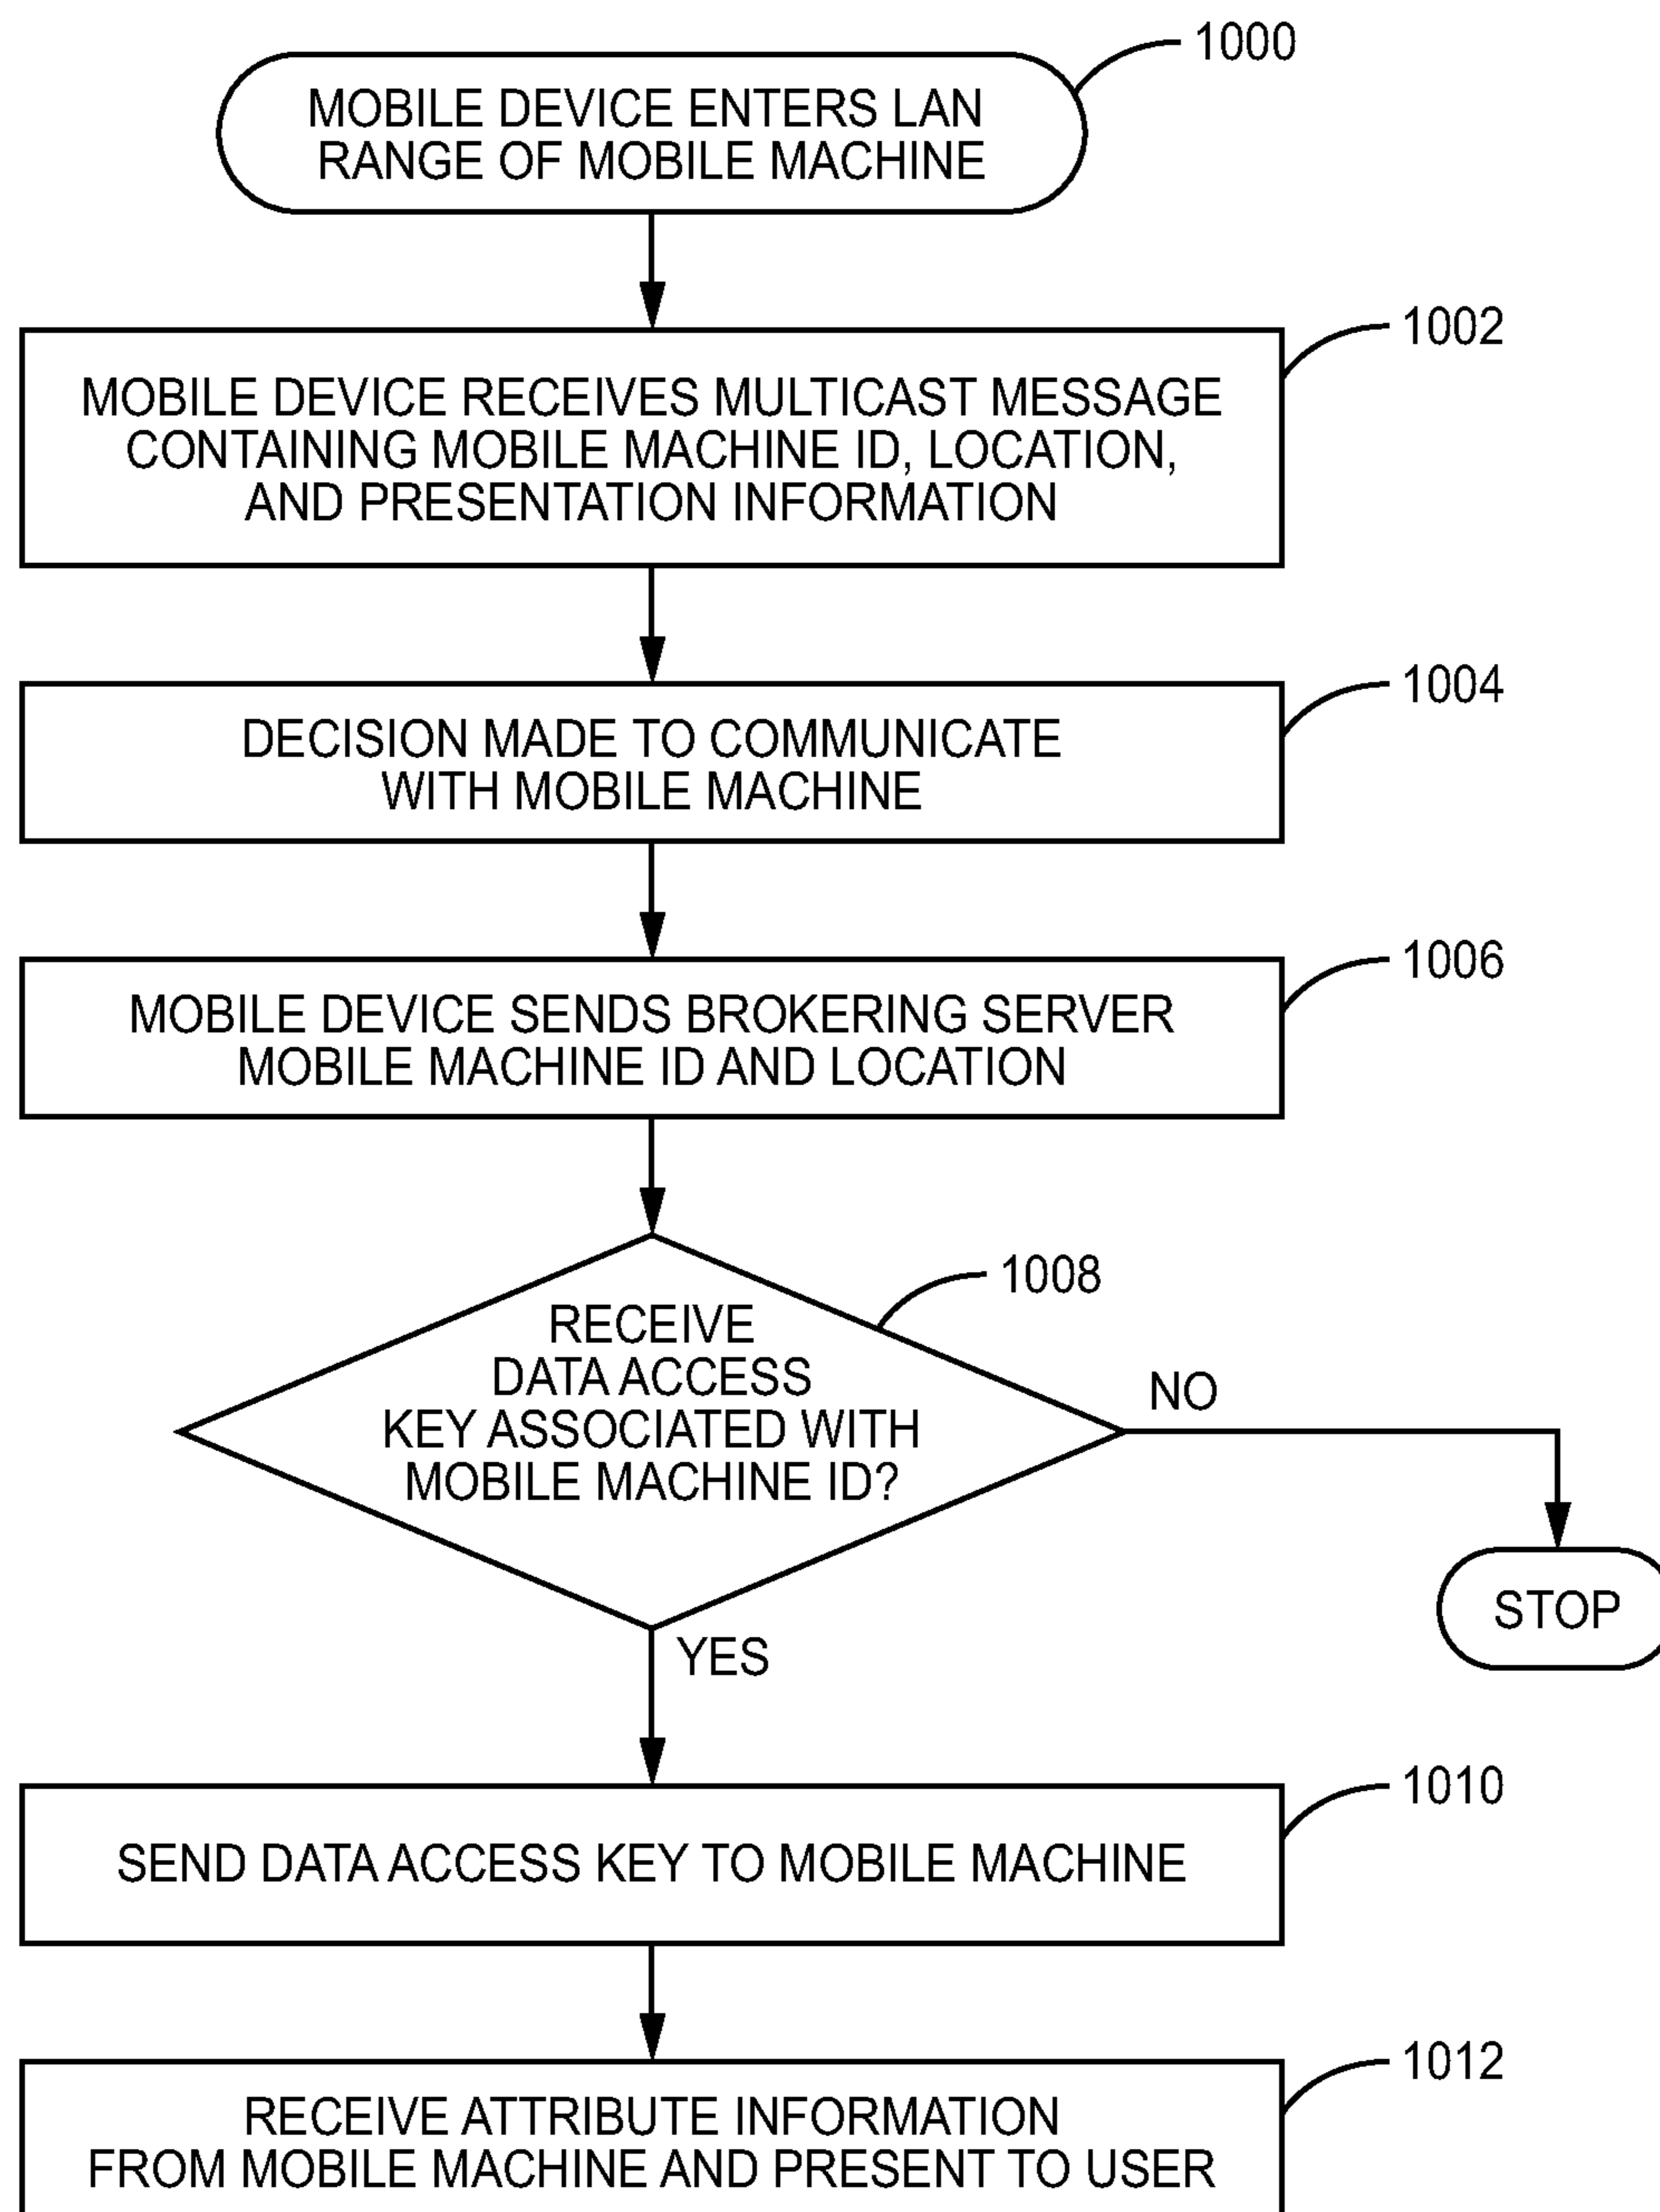 1000
MOBILE DEVICE ENTERS LAN
RANGE OF MOBILE MACHINE
1002
MOBILE DEVICE RECEIVES MULTICAST MESSAGE
CONTAINING MOBILE MACHINE ID, LOCATION,
AND PRESENTATION INFORMATION
1004
DECISION MADE TO COMMUNICATE
WITH MOBILE MACHINE
1006
MOBILE DEVICE SENDS BROKERING SERVER
MOBILE MACHINE ID AND LOCATION
1008
RECEIVE
DATA ACCESS
KEY ASSOCIATED WITH
MOBILE MACHINE ID?
NO
STOP
YES
1010
SEND DATA ACCESS KEY TO MOBILE MACHINE
1012
RECEIVE ATTRIBUTE INFORMATION
FROM MOBILE MACHINE AND PRESENT TO USER